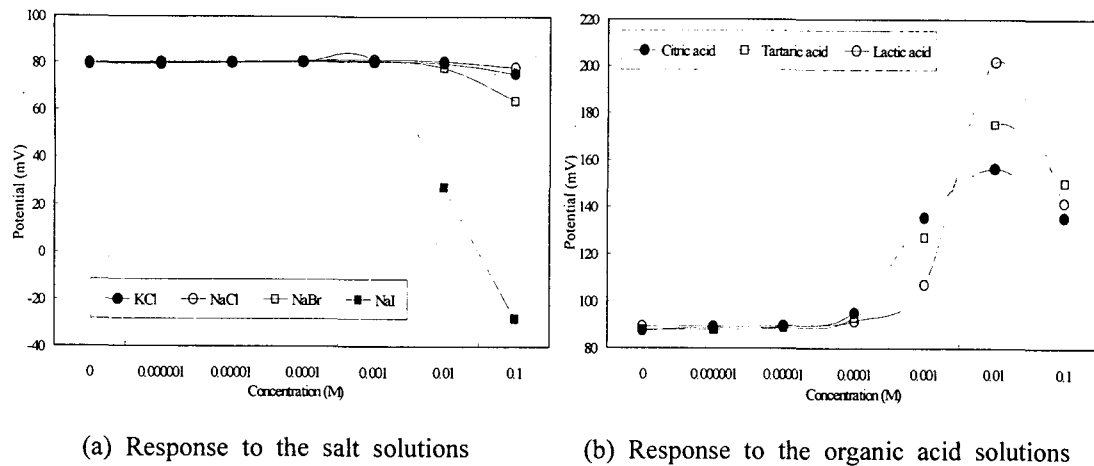 100
80
60
40
20
0
-20
-40
Potential (mV)
KCl NaCl NaBr NaI
0 0.000001 0.00001 0.0001 0.001 0.01 0.1
Concentration (M)
(a) Response to the salt solutions
220
200
180
160
140
120
100
80
Potential (mV)
Citric acid Tartaric acid Lactic acid
0 0.000001 0.00001 0.0001 0.001 0.01 0.1
Concentration (M)
(b) Response to the organic acid solutions